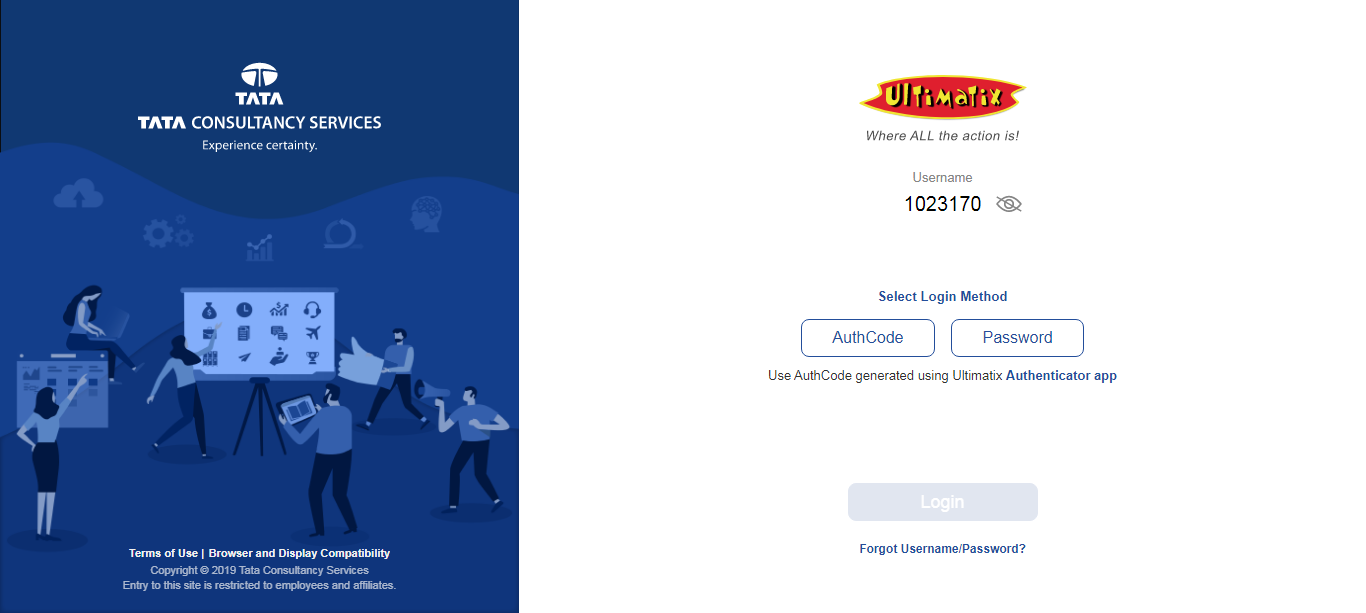 TATA
TATA CONSULTANCY SERVICES
Experience certainty.
Terms of Use | Browser and Display Compatibility
Copyright © 2019 Tata Consultancy Services
Entry to this site is restricted to employees and affiliates.
Ultimatix
Where ALL the action is!
Username
1023170
Select Login Method
AuthCode Password
Use AuthCode generated using Ultimatix Authenticator app
Login
Forgot Username/Password?